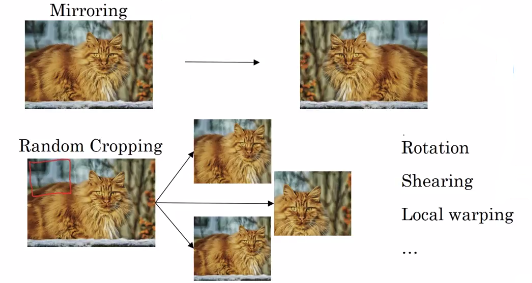 Mirroring
Random Cropping
Rotation
Shearing
Local warping
...